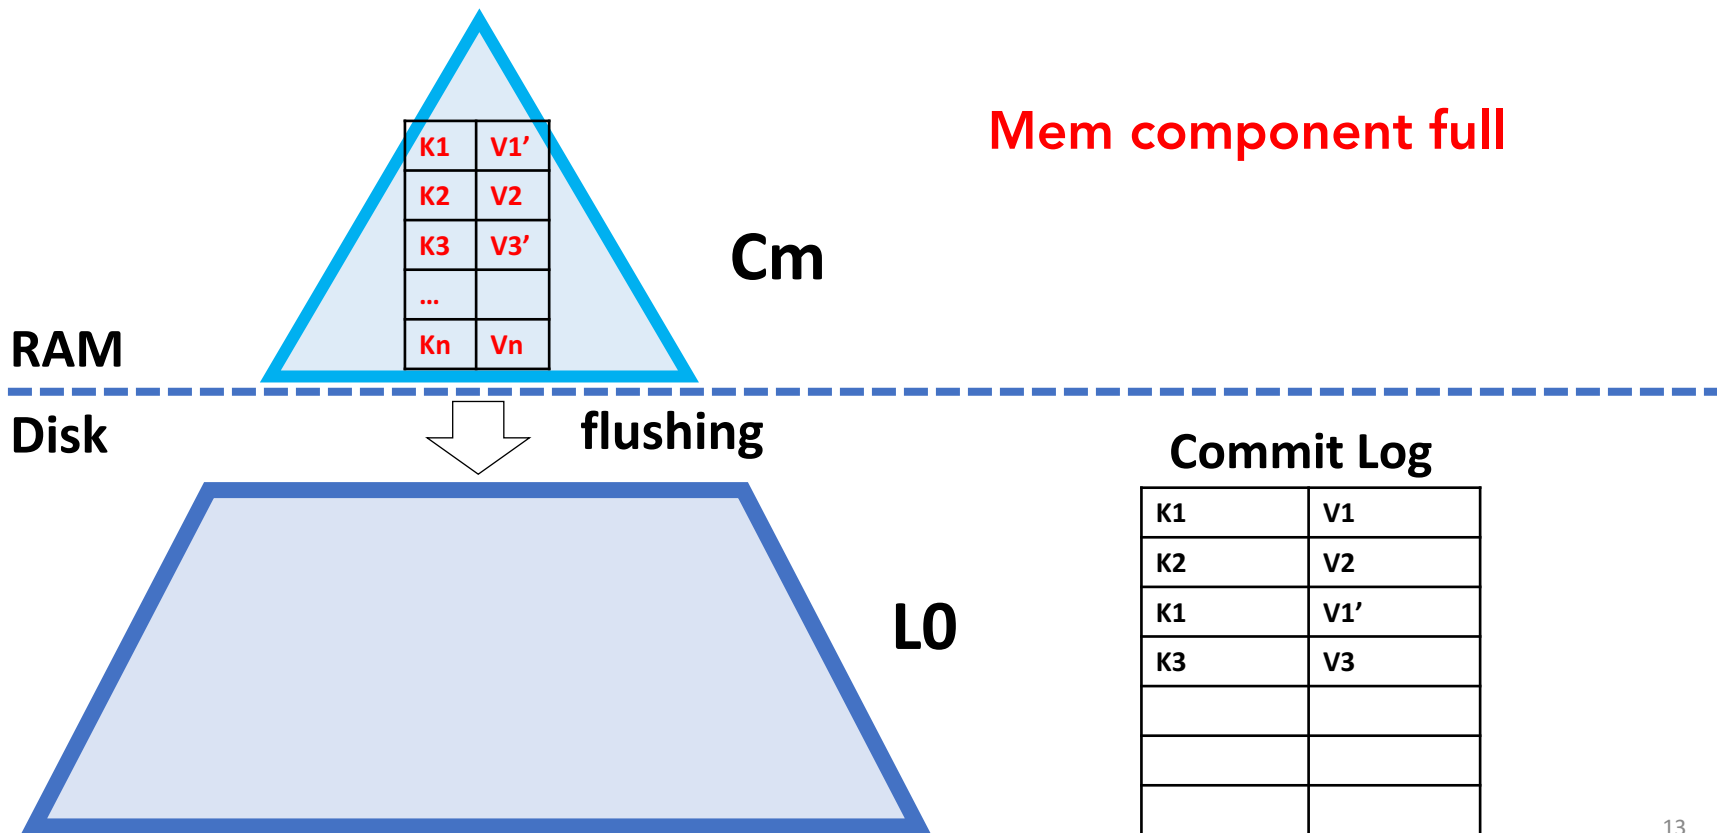 Mem component full
K1 V1’
K2 V2
K3 V3’
...
Kn Vn
Cm
RAM
Disk
flushing
L0
Commit Log
K1 V1
K2 V2
K1 V1’
K3 V3
13